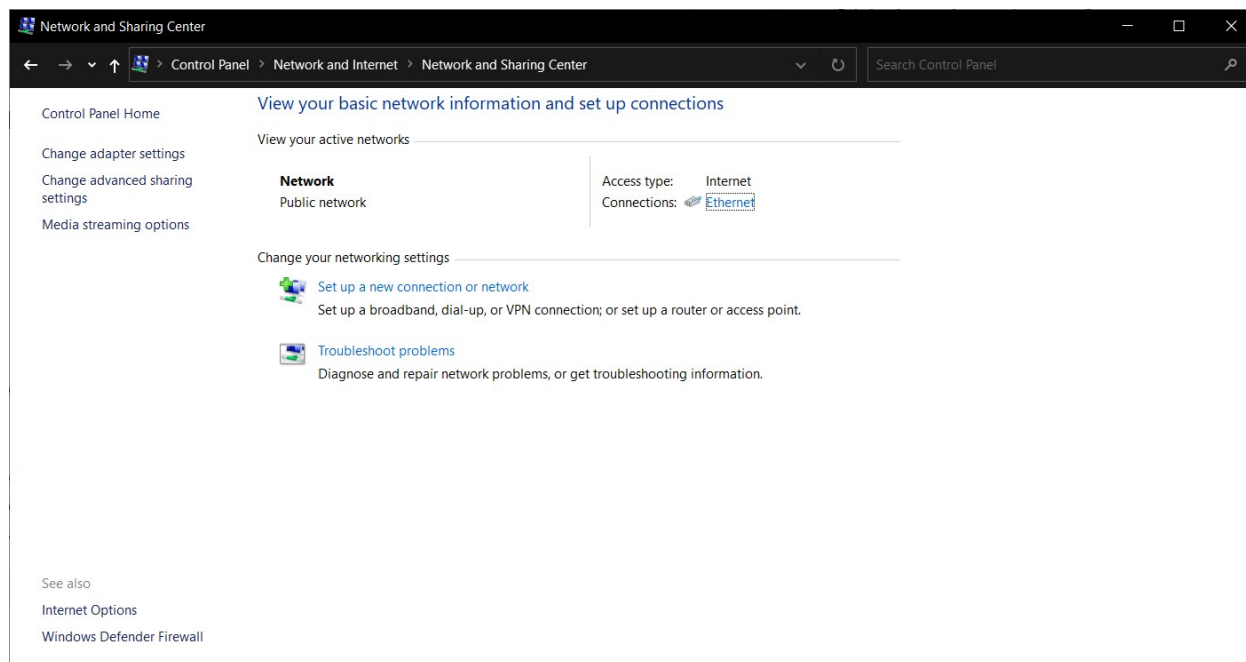 Network and Sharing Center
Control Panel > Network and Internet > Network and Sharing Center
Search Control Panel
Control Panel Home
Change adapter settings
Change advanced sharing
settings
Media streaming options
See also
Internet Options
Windows Defender Firewall
View your basic network information and set up connections
View your active networks
Network
Public network
Access type: Internet
Connections: Ethernet
Change your networking settings
Set up a new connection or network
Set up a broadband, dial-up, or VPN connection; or set up a router or access point.
Troubleshoot problems
Diagnose and repair network problems, or get troubleshooting information.